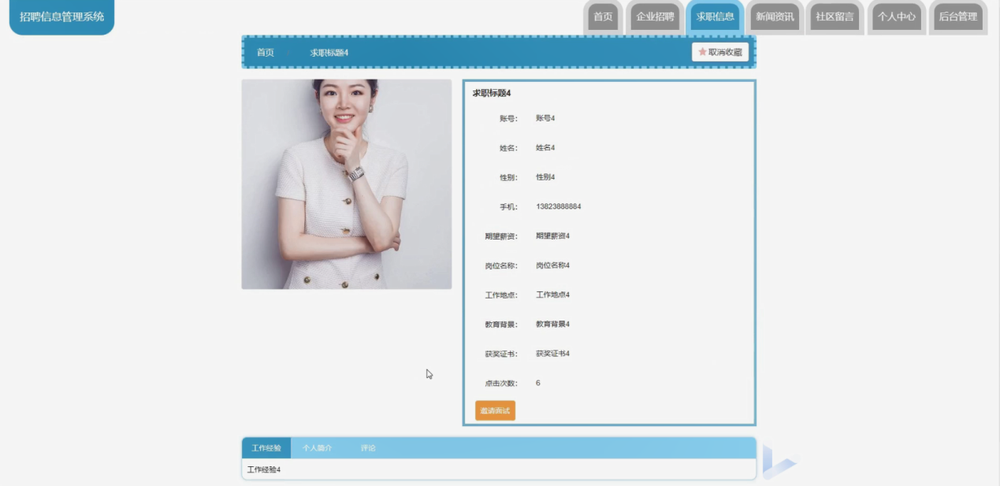 招聘信息管理系统
首页 企业招聘 求职信息 新闻资讯 社区留言 个人中心 后台管理
首页 求职标题4 取消收藏
求职标题4
账号: 账号4
姓名: 姓名4
性别: 性别4
手机: 13823888884
期望薪资: 期望薪资4
岗位名称: 岗位名称4
工作地点: 工作地点4
教育背景: 教育背景4
获奖证书: 获奖证书4
点击次数: 6
邀请面试
工作经验 个人简介 评论
工作经验4